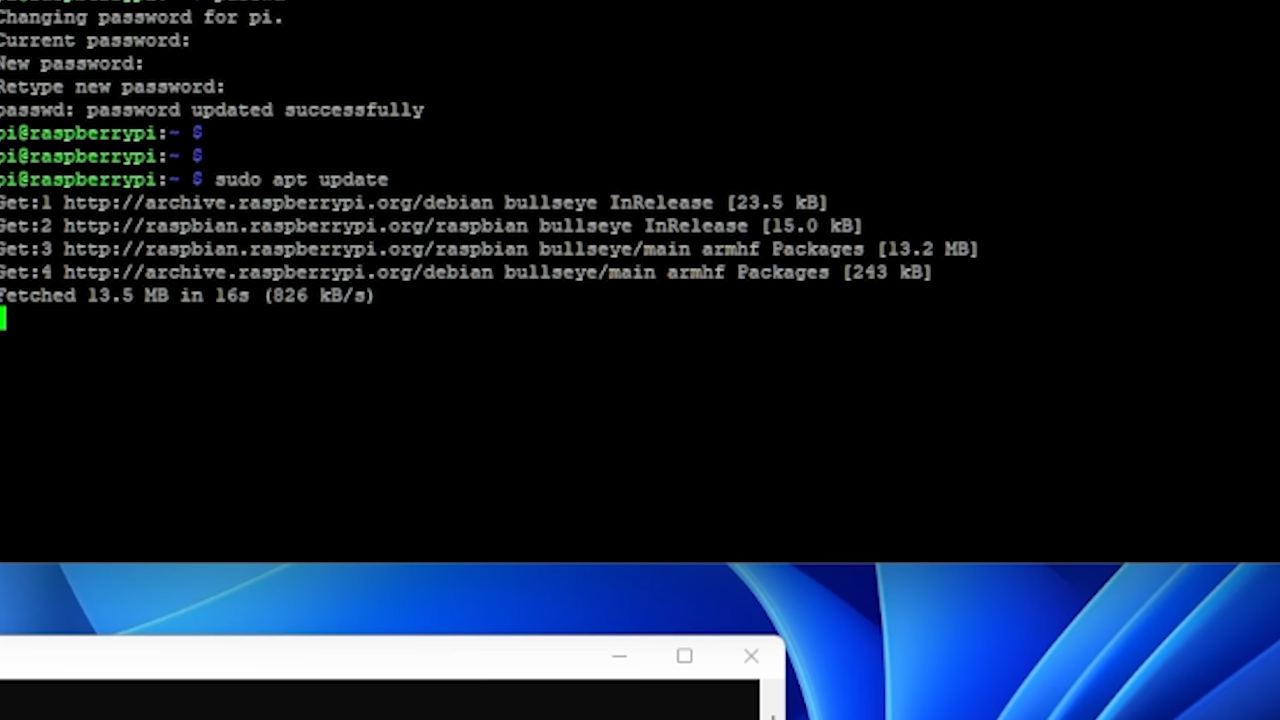 Changing password for pi.
Current password:
New password:
Retype new password:
passwd: password updated successfully
pi@raspberrypi:~ $
pi@raspberrypi:~ $
pi@raspberrypi:~ $ sudo apt update
Get:1 http://archive.raspberrypi.org/debian bullseye InRelease [23.5 kB]
Get:2 http://raspbian.raspberrypi.org/raspbian bullseye InRelease [15.0 kB]
Get:3 http://raspbian.raspberrypi.org/raspbian bullseye/main armhf Packages [13.2 MB]
Get:4 http://archive.raspberrypi.org/debian bullseye/main armhf Packages [243 kB]
Fetched 13.5 MB in 16s (826 kB/s)